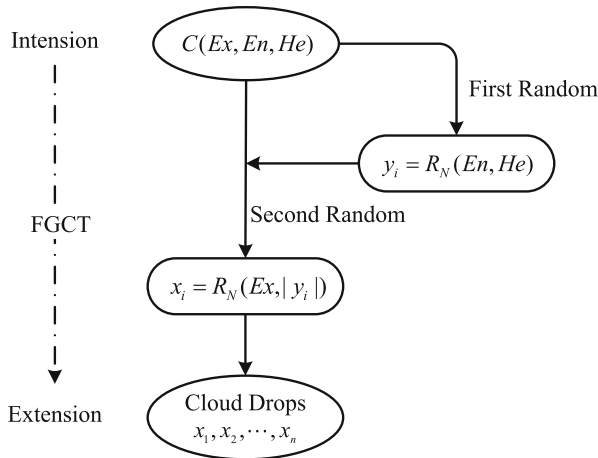 Intension
C(Ex, En, He)
First Random
y_i = R_N(En, He)
FGCT
Second Random
x_i = R_N(Ex, | y_i |)
Extension
Cloud Drops
x_1, x_2, ⋯, x_n